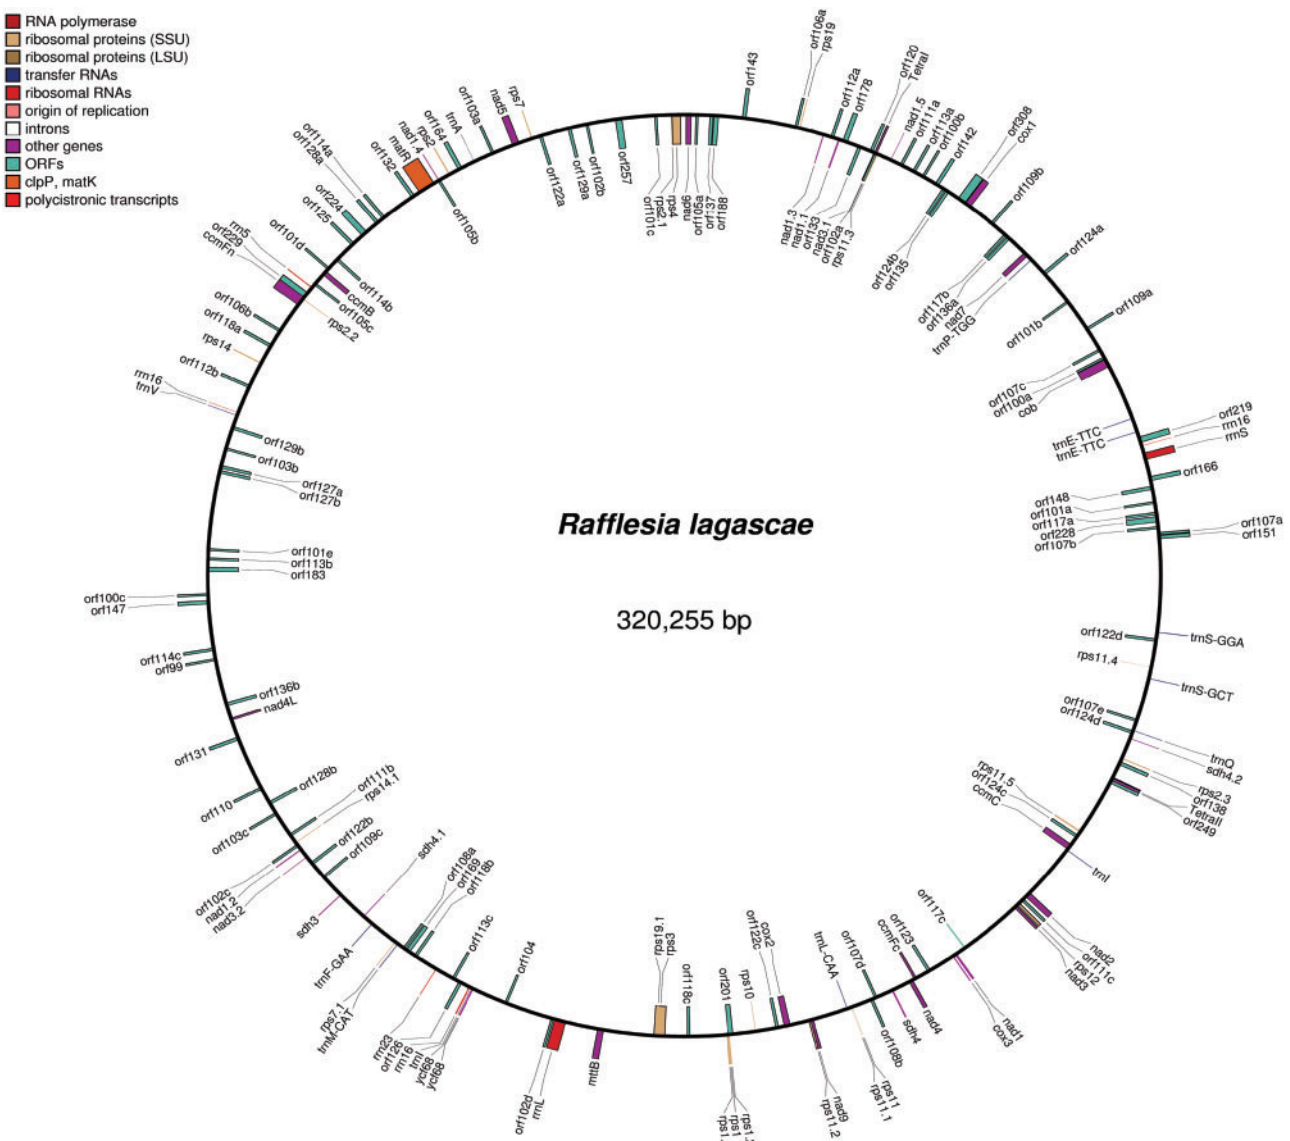 RNA polymerase
ribosomal proteins (SSU)
ribosomal proteins (LSU)
transfer RNAs
ribosomal RNAs
origin of replication
introns
other genes
ORFs
clpP, matK
polycistronic transcripts
Rafflesia lagascae
320,255 bp
orf143
orf106a
rps19
orf112a
orf178
orf120
TetraI
nad1.5
orf111a
orf113a
orf100b
orf142
orf308
cox1
orf109b
orf124a
orf109a
orf219
rrn16
rrnS
orf166
orf107a
orf151
trnS-GGA
trnS-GCT
trnQ
sdh4.2
rps2.3
orf138
TetraII
orf249
trnI
nad2
orf111c
rps12
nad3
nad1
cox3
nad4
sdh4
orf108b
rps11
rps11.1
nad9
rps11.2
rps1
mttB
rrnL
orf102d
ycf68
ycf68
trnI
rrn16
orf126
rrn23
trnM-CAT
rps7.1
trnF-GAA
sdh3
nad3.2
nad1.2
orf102c
orf103c
orf110
orf131
orf99
orf114c
orf147
orf100c
trnV
rrn16
orf112b
rps14
orf118a
orf106b
ccmFn
orf229
rrn5
orf101d
orf125
orf224
orf128a
orf114a
orf132
matR
nad1.4
rps2
orf164
trnA
orf103a
nad5
rps7
orf122a
orf129a
orf102b
orf257
orf101c
rps2.1
rps4
nad6
orf105a
orf137
orf188
nad1.3
nad1.1
orf133
nad3.1
orf102a
rps11.3
orf124b
orf135
orf117b
orf136a
nad7
trnP-TGG
orf101b
orf107c
orf100a
cob
trnE-TTC
trnE-TTC
orf148
orf101a
orf117a
orf228
orf107b
orf122d
rps11.4
orf107e
orf124d
rps11.5
orf124c
ccmC
orf117c
orf123
ccmFc
orf107d
trnL-CAA
cox2
orf122c
rps10
orf201
orf118c
rps3
rps19.1
orf104
orf113c
orf118b
orf169
orf108a
sdh4.1
orf109c
orf122b
rps14.1
orf111b
orf128b
nad4L
orf136b
orf183
orf113b
orf101e
orf127b
orf127a
orf103b
orf129b
rps2.2
orf105c
ccmB
orf114b
orf105b